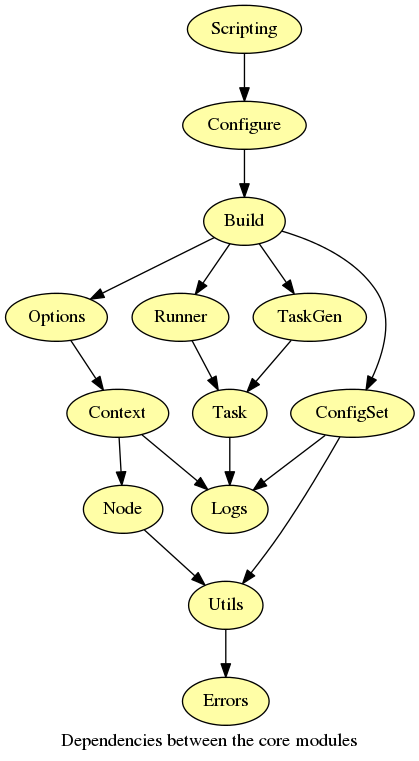 Scripting
Configure
Build
Options
Runner
TaskGen
Context
Task
ConfigSet
Node
Logs
Utils
Errors
Dependencies between the core modules